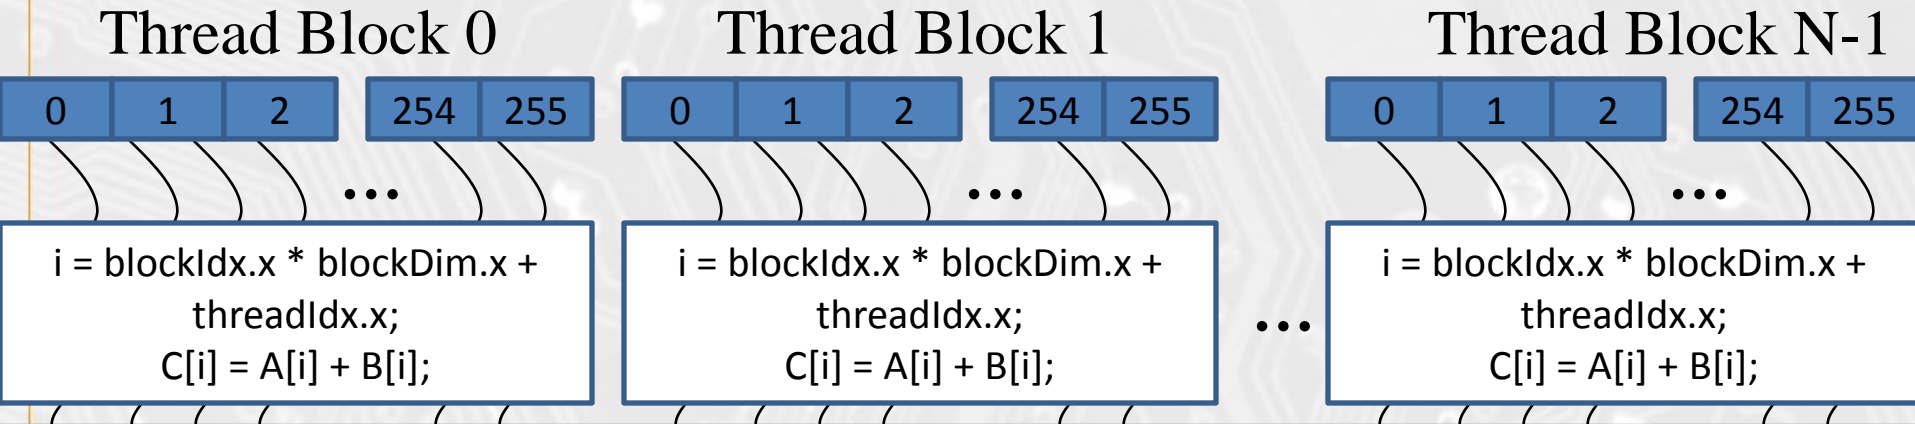 Thread Block 0
Thread Block 1
Thread Block N-1
0 1 2 254 255
0 1 2 254 255
0 1 2 254 255
...
...
...
i = blockIdx.x * blockDim.x +
threadIdx.x;
C[i] = A[i] + B[i];
i = blockIdx.x * blockDim.x +
threadIdx.x;
C[i] = A[i] + B[i];
...
i = blockIdx.x * blockDim.x +
threadIdx.x;
C[i] = A[i] + B[i];